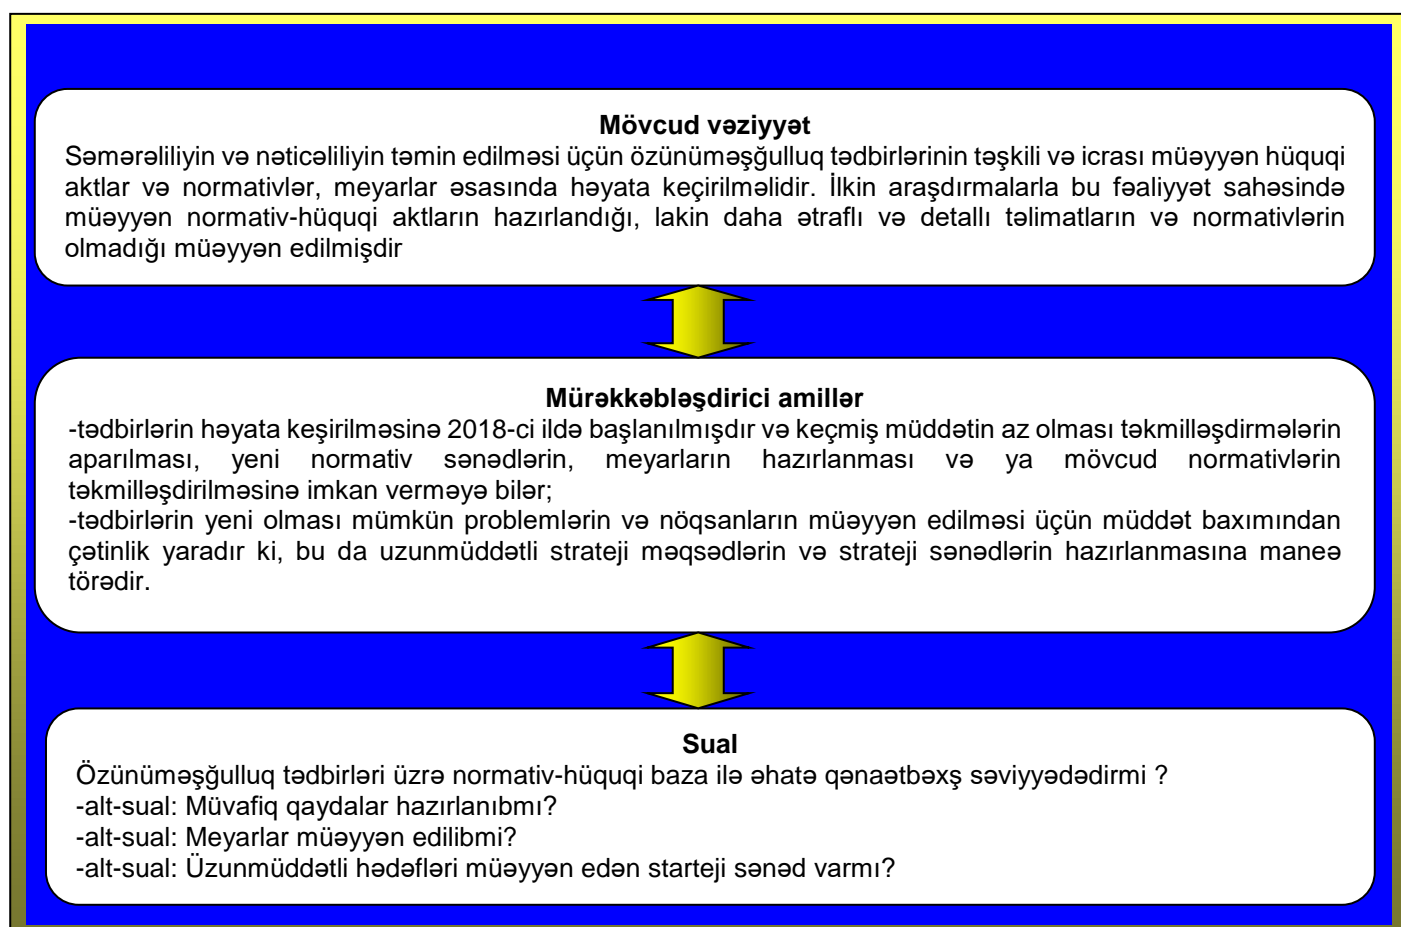 Mövcud vəziyyət
Səmərəliliyin və nəticəliliyin təmin edilməsi üçün özünüməşğulluq tədbirlərinin təşkili və icrası müəyyən hüquqi
aktlar və normativlər, meyarlar əsasında həyata keçirilməlidir. İlkin araşdırmalarla bu fəaliyyət sahəsində
müəyyən normativ-hüquqi aktların hazırlandığı, lakin daha ətraflı və detallı təlimatların və normativlərin
olmadığı müəyyən edilmişdir
Mürəkkəbləşdirici amillər
-tədbirlərin həyata keşirilməsinə 2018-ci ildə başlanılmışdır və keçmiş müddətin az olması təkmilləşdirmələrin
aparılması, yeni normativ sənədlərin, meyarların hazırlanması və ya mövcud normativlərin
təkmilləşdirilməsinə imkan verməyə bilər;
-tədbirlərin yeni olması mümkün problemlərin və nöqsanların müəyyən edilməsi üçün müddət baxımından
çətinlik yaradır ki, bu da uzunmüddətli strateji məqsədlərin və strateji sənədlərin hazırlanmasına maneə
törədir.
Sual
Özünüməşğulluq tədbirləri üzrə normativ-hüquqi baza ilə əhatə qənaətbəxş səviyyədədirmi ?
-alt-sual: Müvafiq qaydalar hazırlanıbmı?
-alt-sual: Meyarlar müəyyən edilibmi?
-alt-sual: Üzunmüddətli hədəfləri müəyyən edən starteji sənəd varmı?